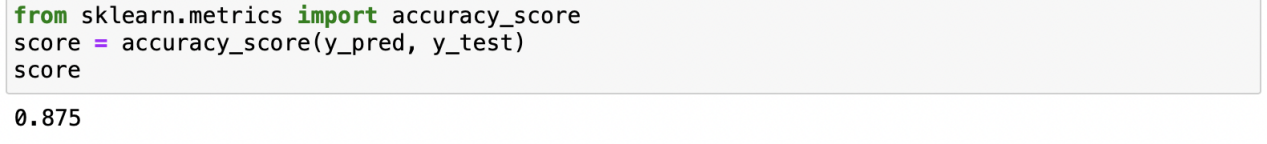 from sklearn.metrics import accuracy_score
score = accuracy_score(y_pred, y_test)
score
0.875